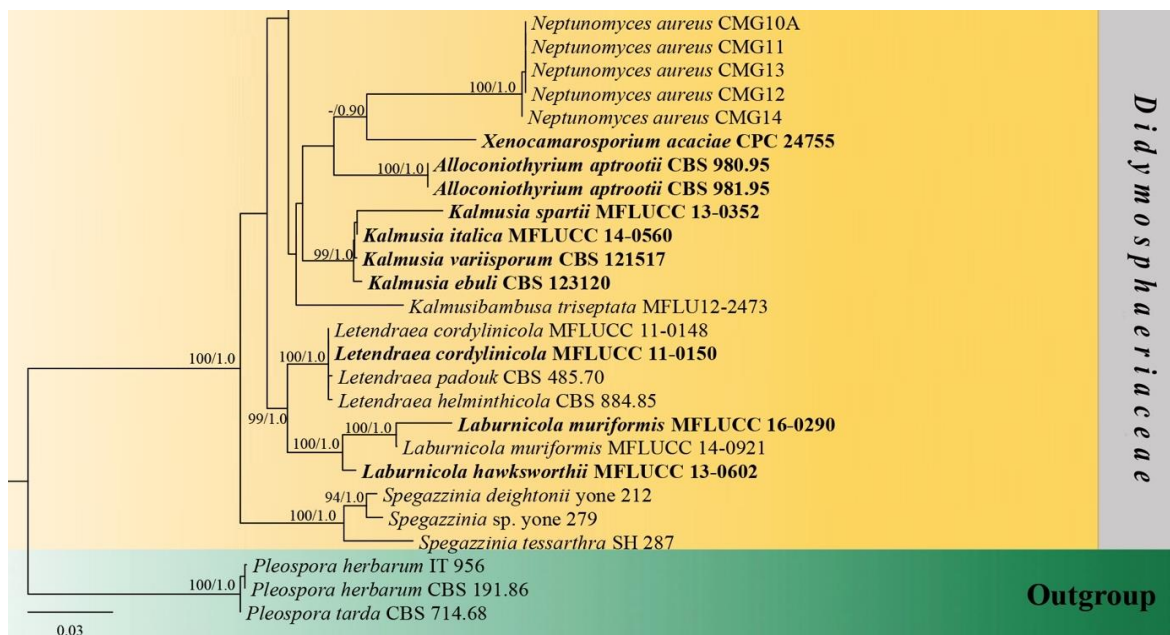 Neptunomyces aureus CMG10A
Neptunomyces aureus CMG11
Neptunomyces aureus CMG13
100/1.0
Neptunomyces aureus CMG12
-/0.90
Neptunomyces aureus CMG14
Xenocamarosporium acaciae CPC 24755
100/1.0
Alloconiothyrium aptrootii CBS 980.95
Alloconiothyrium aptrootii CBS 981.95
Kalmusia spartii MFLUCC 13-0352
Kalmusia italica MFLUCC 14-0560
99/1.0
Kalmusia variisporum CBS 121517
Kalmusia ebuli CBS 123120
Kalmusibambusa triseptata MFLU12-2473
Letendraea cordylinicola MFLUCC 11-0148
100/1.0
100/1.0
Letendraea cordylinicola MFLUCC 11-0150
Letendraea padouk CBS 485.70
Letendraea helminthicola CBS 884.85
99/1.0
100/1.0
Laburnicola muriformis MFLUCC 16-0290
100/1.0
Laburnicola muriformis MFLUCC 14-0921
Laburnicola hawksworthii MFLUCC 13-0602
94/1.0
Spegazzinia deightonii yone 212
100/1.0
Spegazzinia sp. yone 279
Spegazzinia tessarthra SH 287
Didymosphaeriaceae
Pleospora herbarum IT 956
100/1.0
Pleospora herbarum CBS 191.86
Pleospora tarda CBS 714.68
Outgroup
0.03